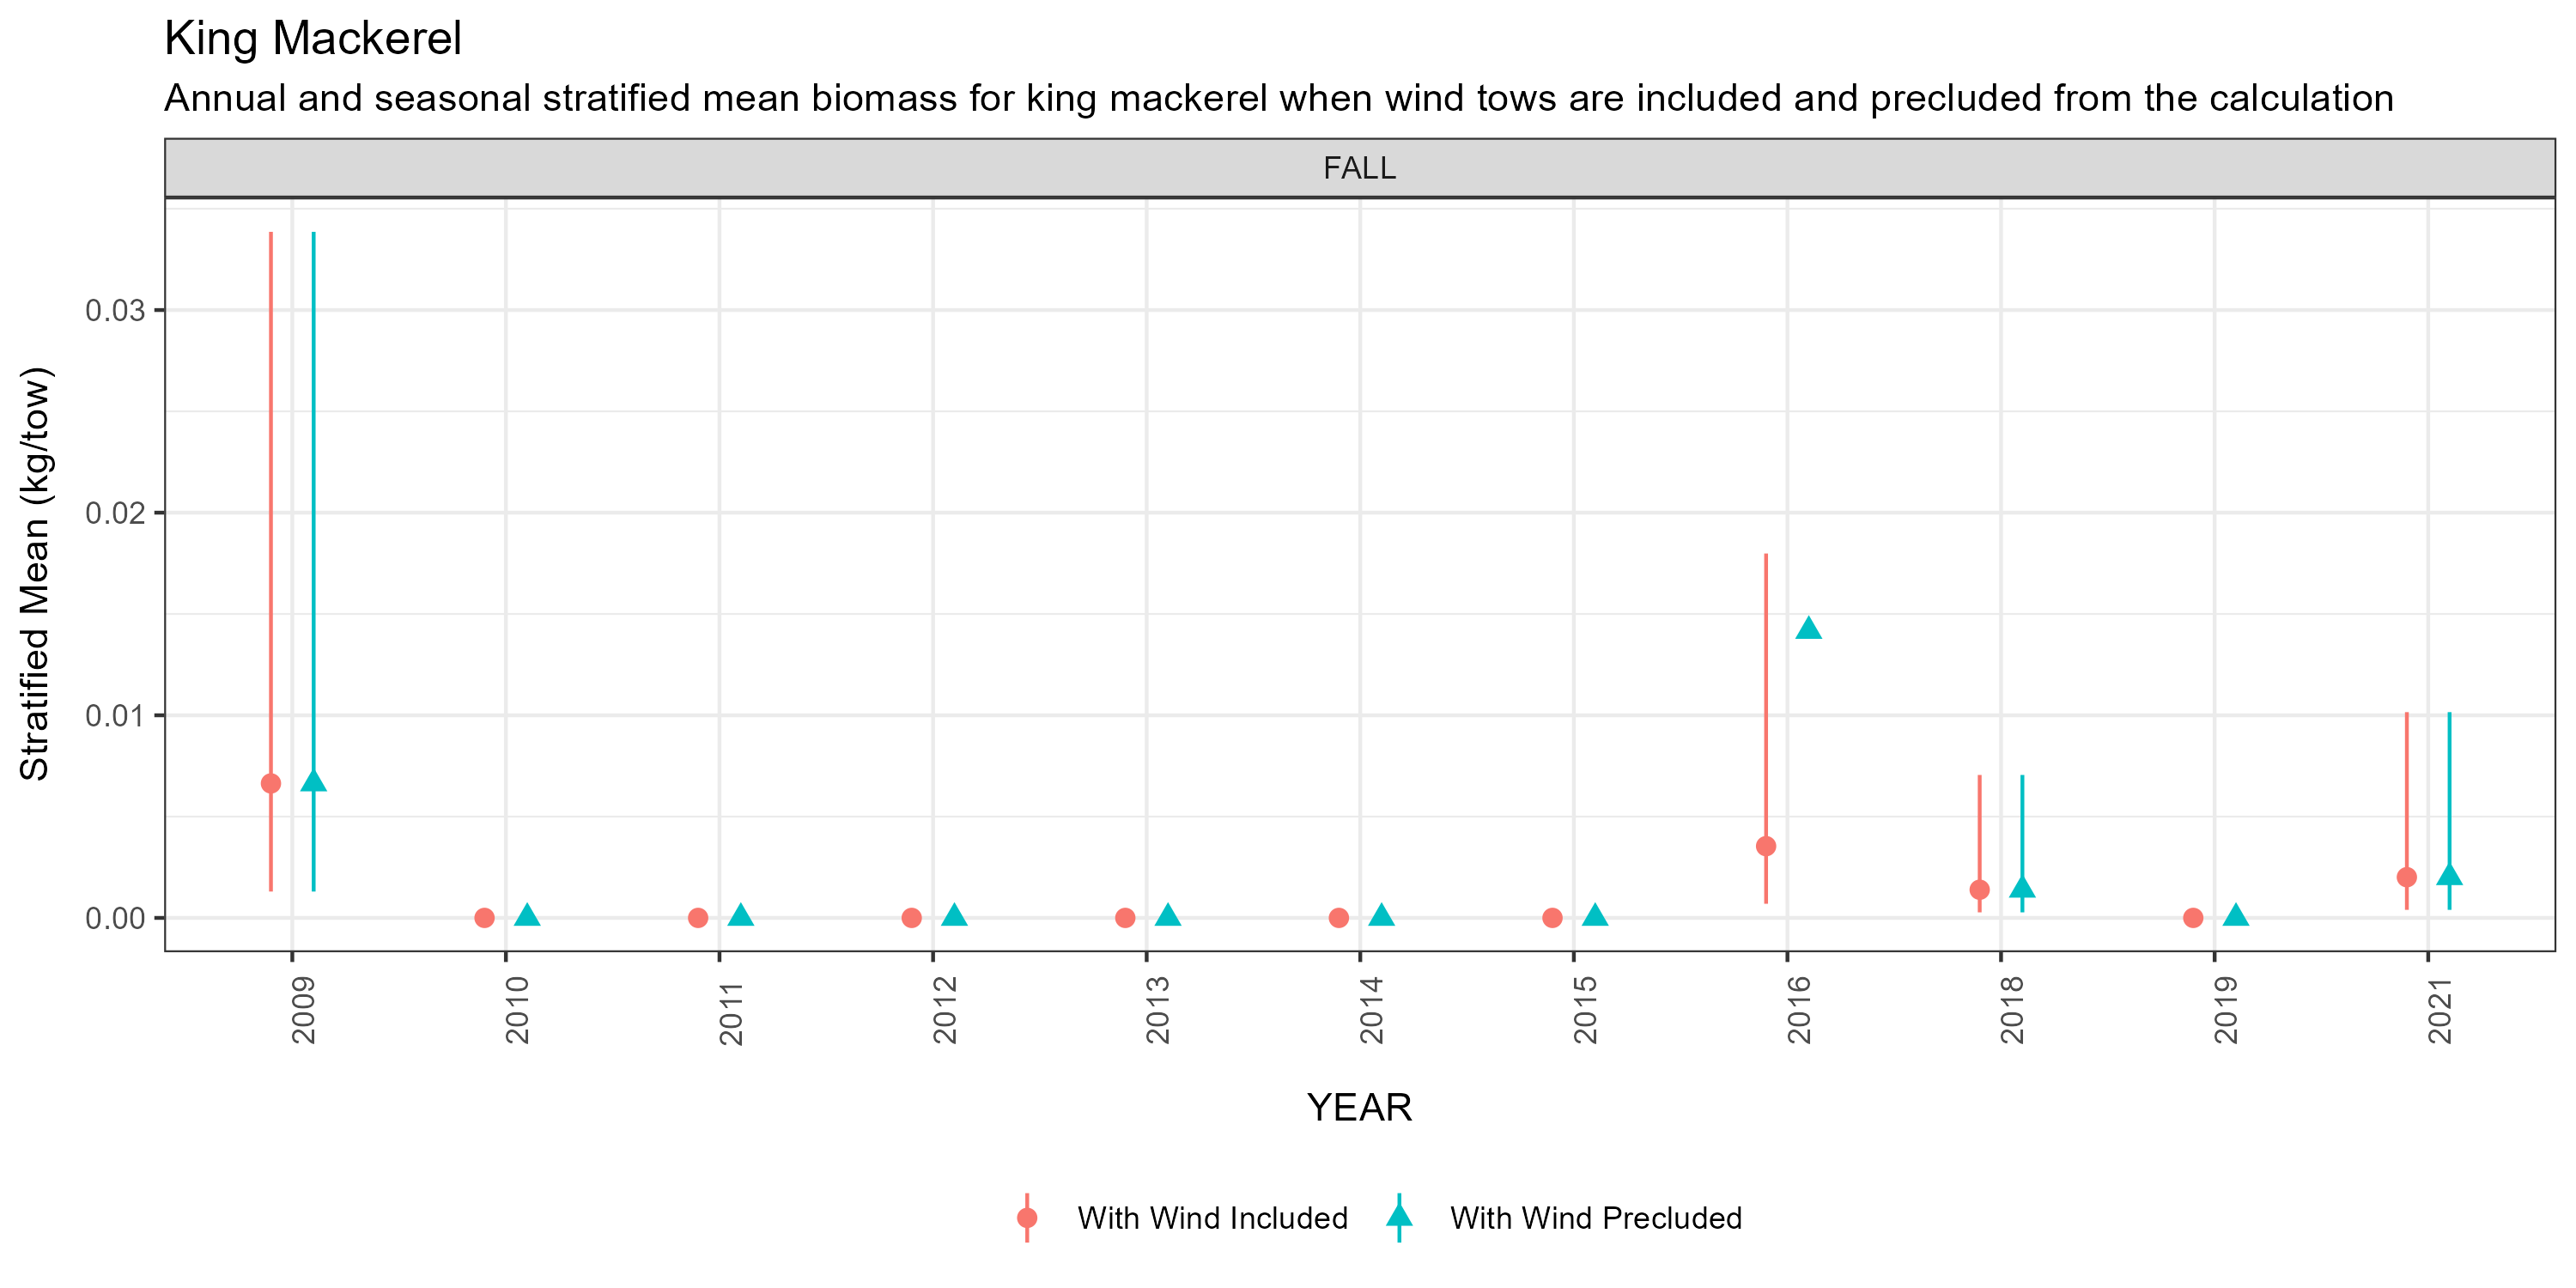 King Mackerel
Annual and seasonal stratified mean biomass for king mackerel when wind tows are included and precluded from the calculation
FALL
Stratified Mean (kg/tow)
0.03
0.02
0.01
0.00
2009 2010 2011 2012 2013 2014 2015 2016 2018 2019 2021
YEAR
With Wind Included With Wind Precluded